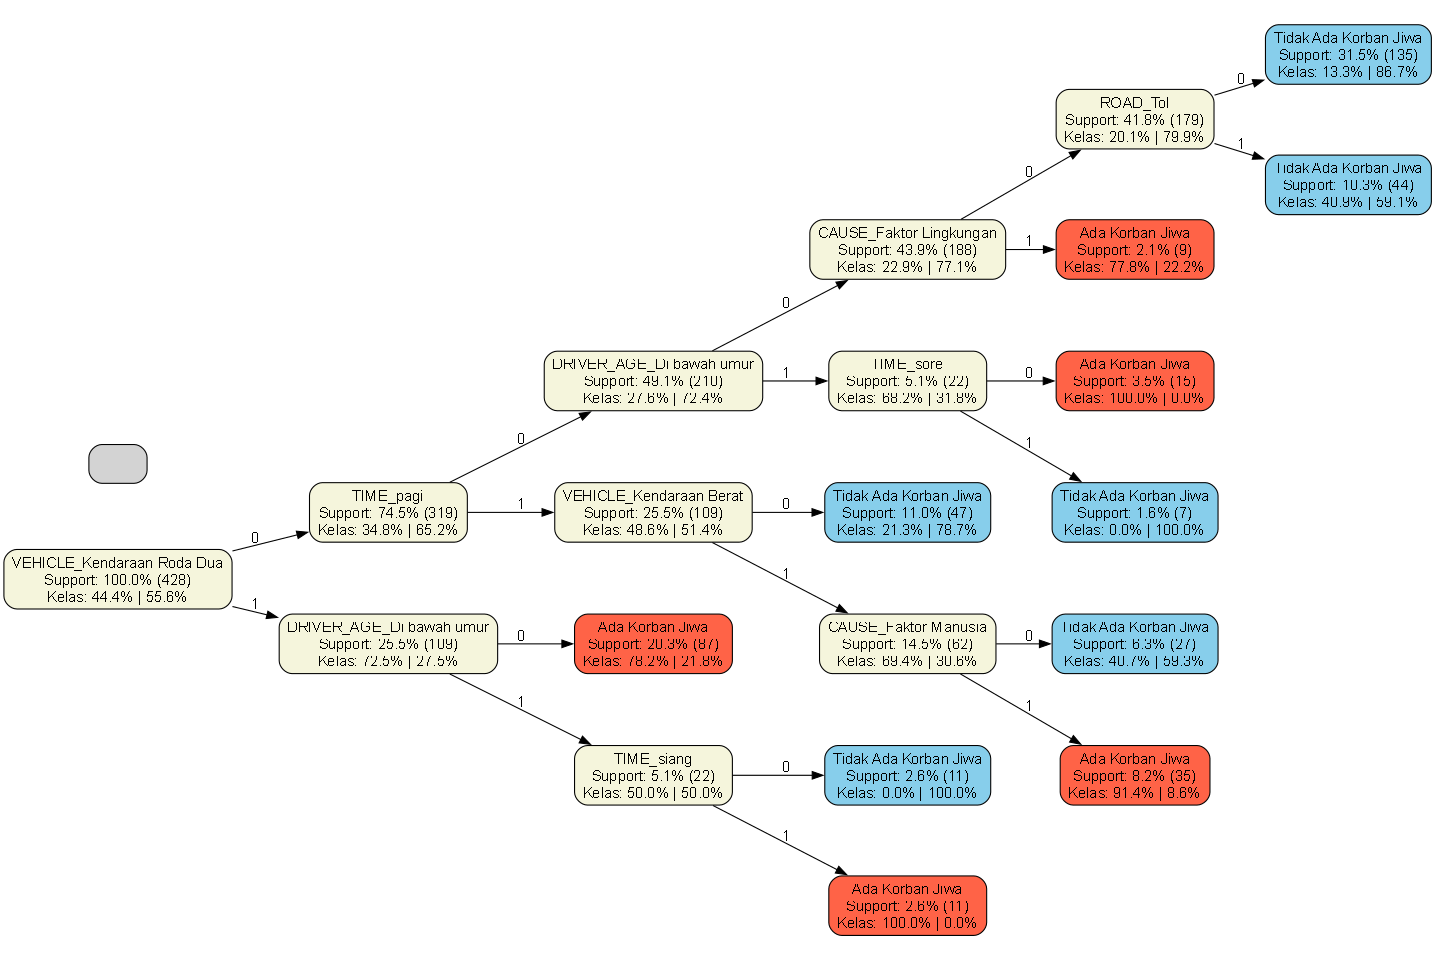 Tidak Ada Korban Jiwa
Support: 31.5% (135)
Kelas: 13.3% | 86.7%
0
ROAD_Tol
Support: 41.8% (179)
Kelas: 20.1% | 79.9%
1
Tidak Ada Korban Jiwa
Support: 10.3% (44)
Kelas: 40.9% | 59.1%
0
CAUSE_Faktor Lingkungan
Support: 43.9% (188)
Kelas: 22.9% | 77.1%
1
Ada Korban Jiwa
Support: 2.1% (9)
Kelas: 77.8% | 22.2%
0
DRIVER_AGE_Di bawah umur
Support: 49.1% (210)
Kelas: 27.6% | 72.4%
1
TIME_sore
Support: 5.1% (22)
Kelas: 68.2% | 31.8%
0
Ada Korban Jiwa
Support: 3.5% (15)
Kelas: 100.0% | 0.0%
1
Tidak Ada Korban Jiwa
Support: 1.6% (7)
Kelas: 0.0% | 100.0%
0
TIME_pagi
Support: 74.5% (319)
Kelas: 34.8% | 65.2%
1
VEHICLE_Kendaraan Berat
Support: 25.5% (109)
Kelas: 48.6% | 51.4%
0
Tidak Ada Korban Jiwa
Support: 11.0% (47)
Kelas: 21.3% | 78.7%
0
VEHICLE_Kendaraan Roda Dua
Support: 100.0% (428)
Kelas: 44.4% | 55.6%
1
1
CAUSE_Faktor Manusia
Support: 14.5% (62)
Kelas: 69.4% | 30.6%
0
Tidak Ada Korban Jiwa
Support: 6.3% (27)
Kelas: 40.7% | 59.3%
DRIVER_AGE_Di bawah umur
Support: 25.5% (109)
Kelas: 72.5% | 27.5%
0
Ada Korban Jiwa
Support: 20.3% (87)
Kelas: 78.2% | 21.8%
1
1
Ada Korban Jiwa
Support: 8.2% (35)
Kelas: 91.4% | 8.6%
TIME_siang
Support: 5.1% (22)
Kelas: 50.0% | 50.0%
0
Tidak Ada Korban Jiwa
Support: 2.6% (11)
Kelas: 0.0% | 100.0%
1
Ada Korban Jiwa
Support: 2.6% (11)
Kelas: 100.0% | 0.0%